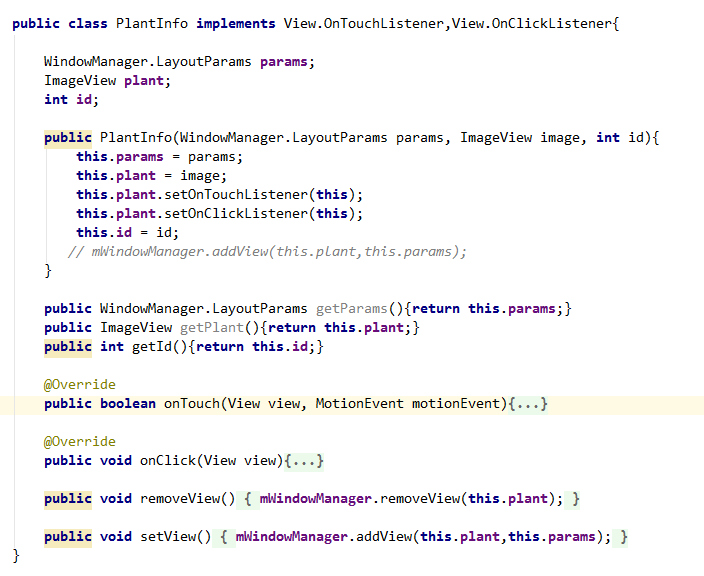 public class PlantInfo implements View.OnTouchListener,View.OnClickListener{
WindowManager.LayoutParams params;
ImageView plant;
int id;
public PlantInfo(WindowManager.LayoutParams params, ImageView image, int id){
this.params = params;
this.plant = image;
this.plant.setOnTouchListener(this);
this.plant.setOnClickListener(this);
this.id = id;
// mWindowManager.addView(this.plant,this.params);
}
public WindowManager.LayoutParams getParams(){return this.params;}
public ImageView getPlant(){return this.plant;}
public int getId(){return this.id;}
@Override
public boolean onTouch(View view, MotionEvent motionEvent){...}
@Override
public void onClick(View view){...}
public void removeView() { mWindowManager.removeView(this.plant); }
public void setView() { mWindowManager.addView(this.plant,this.params); }
}